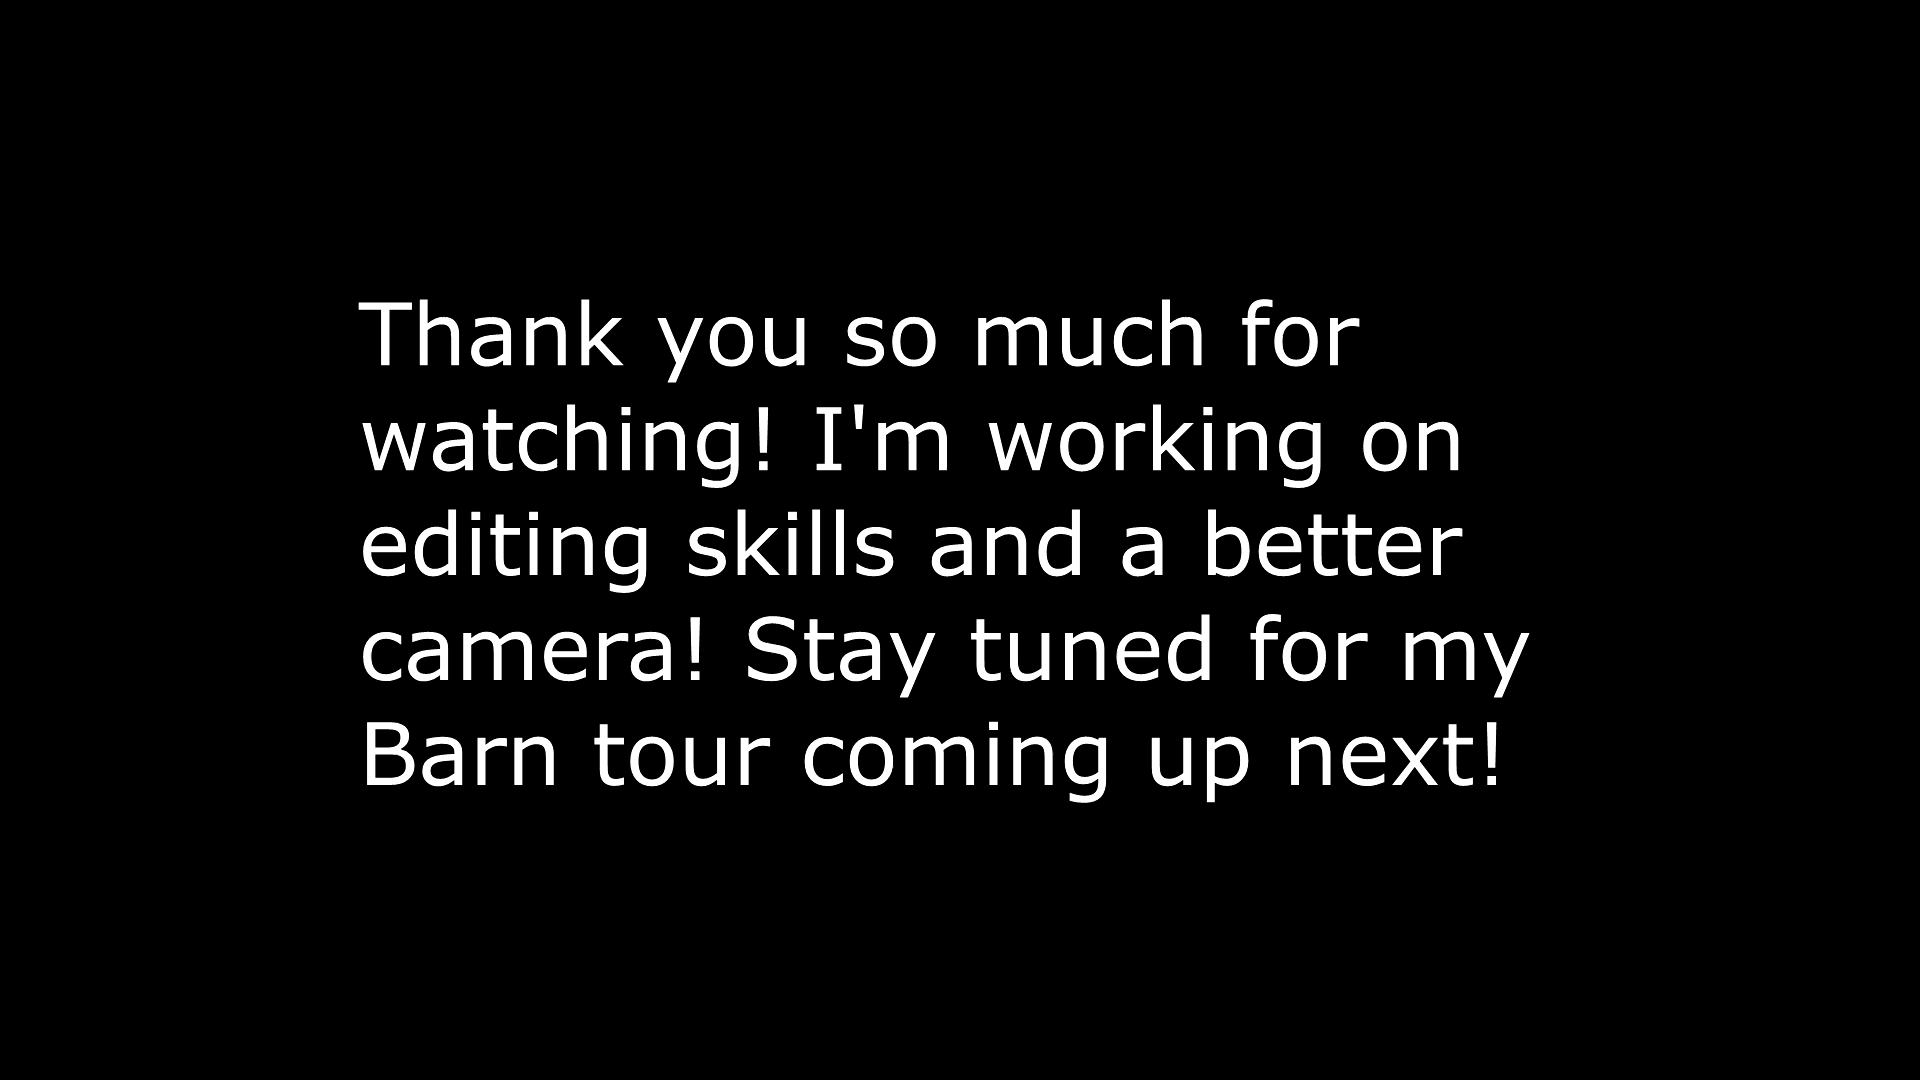 Thank you so much for
watching! I'm working on
editing skills and a better
camera! Stay tuned for my
Barn tour coming up next!